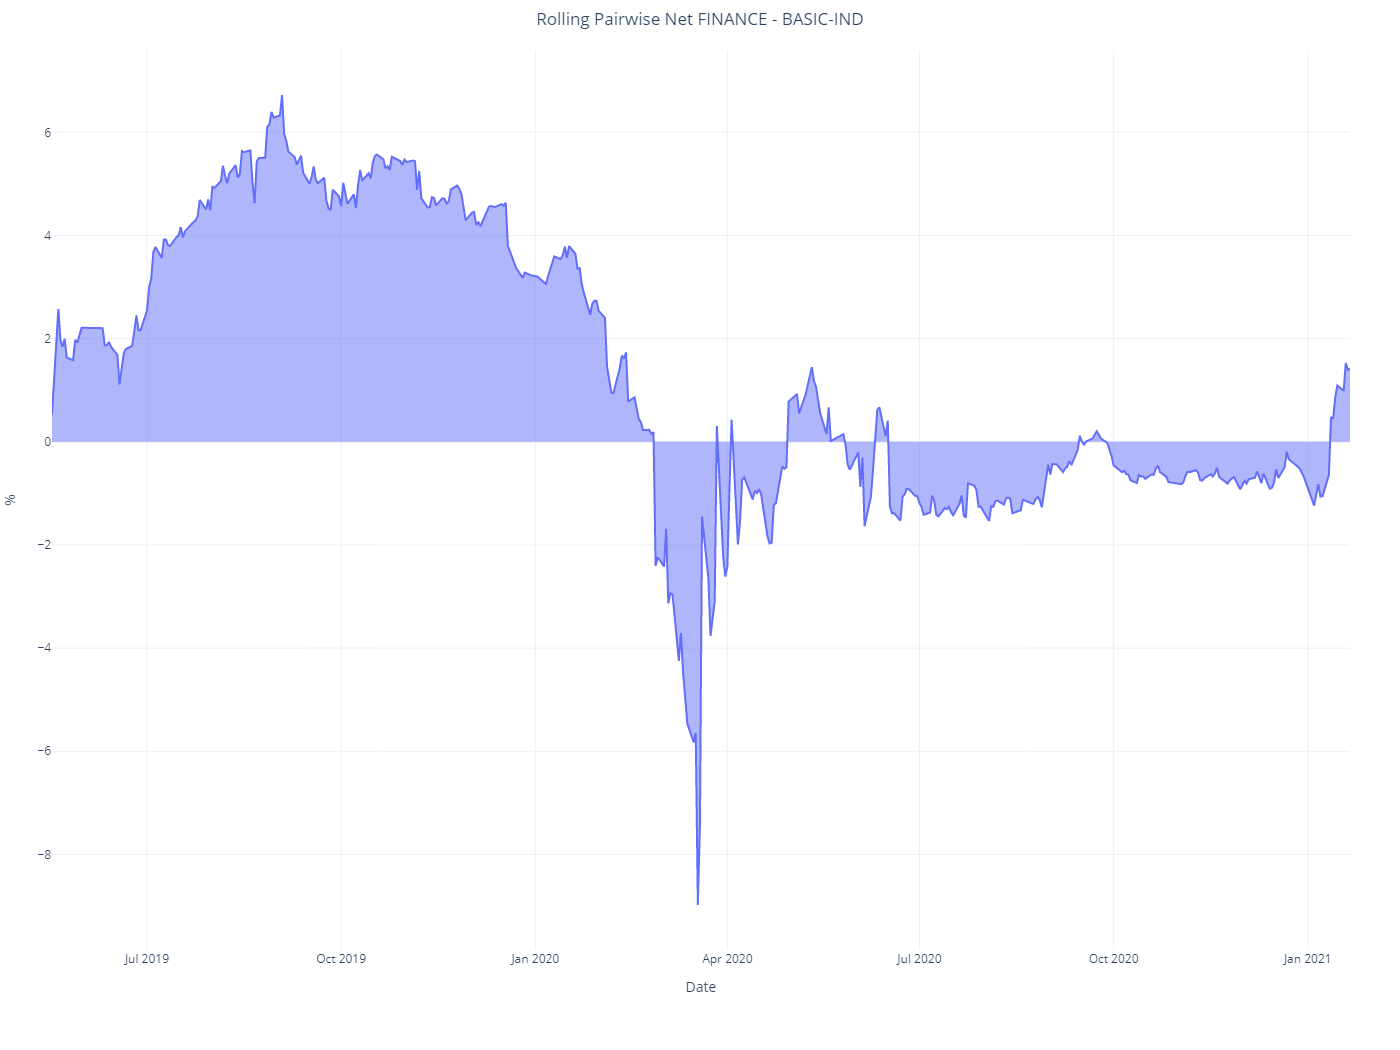 Rolling Pairwise Net FINANCE - BASIC-IND
6
4
2
0
−2
−4
−6
−8
%
Jul 2019
Oct 2019
Jan 2020
Apr 2020
Jul 2020
Oct 2020
Jan 2021
Date